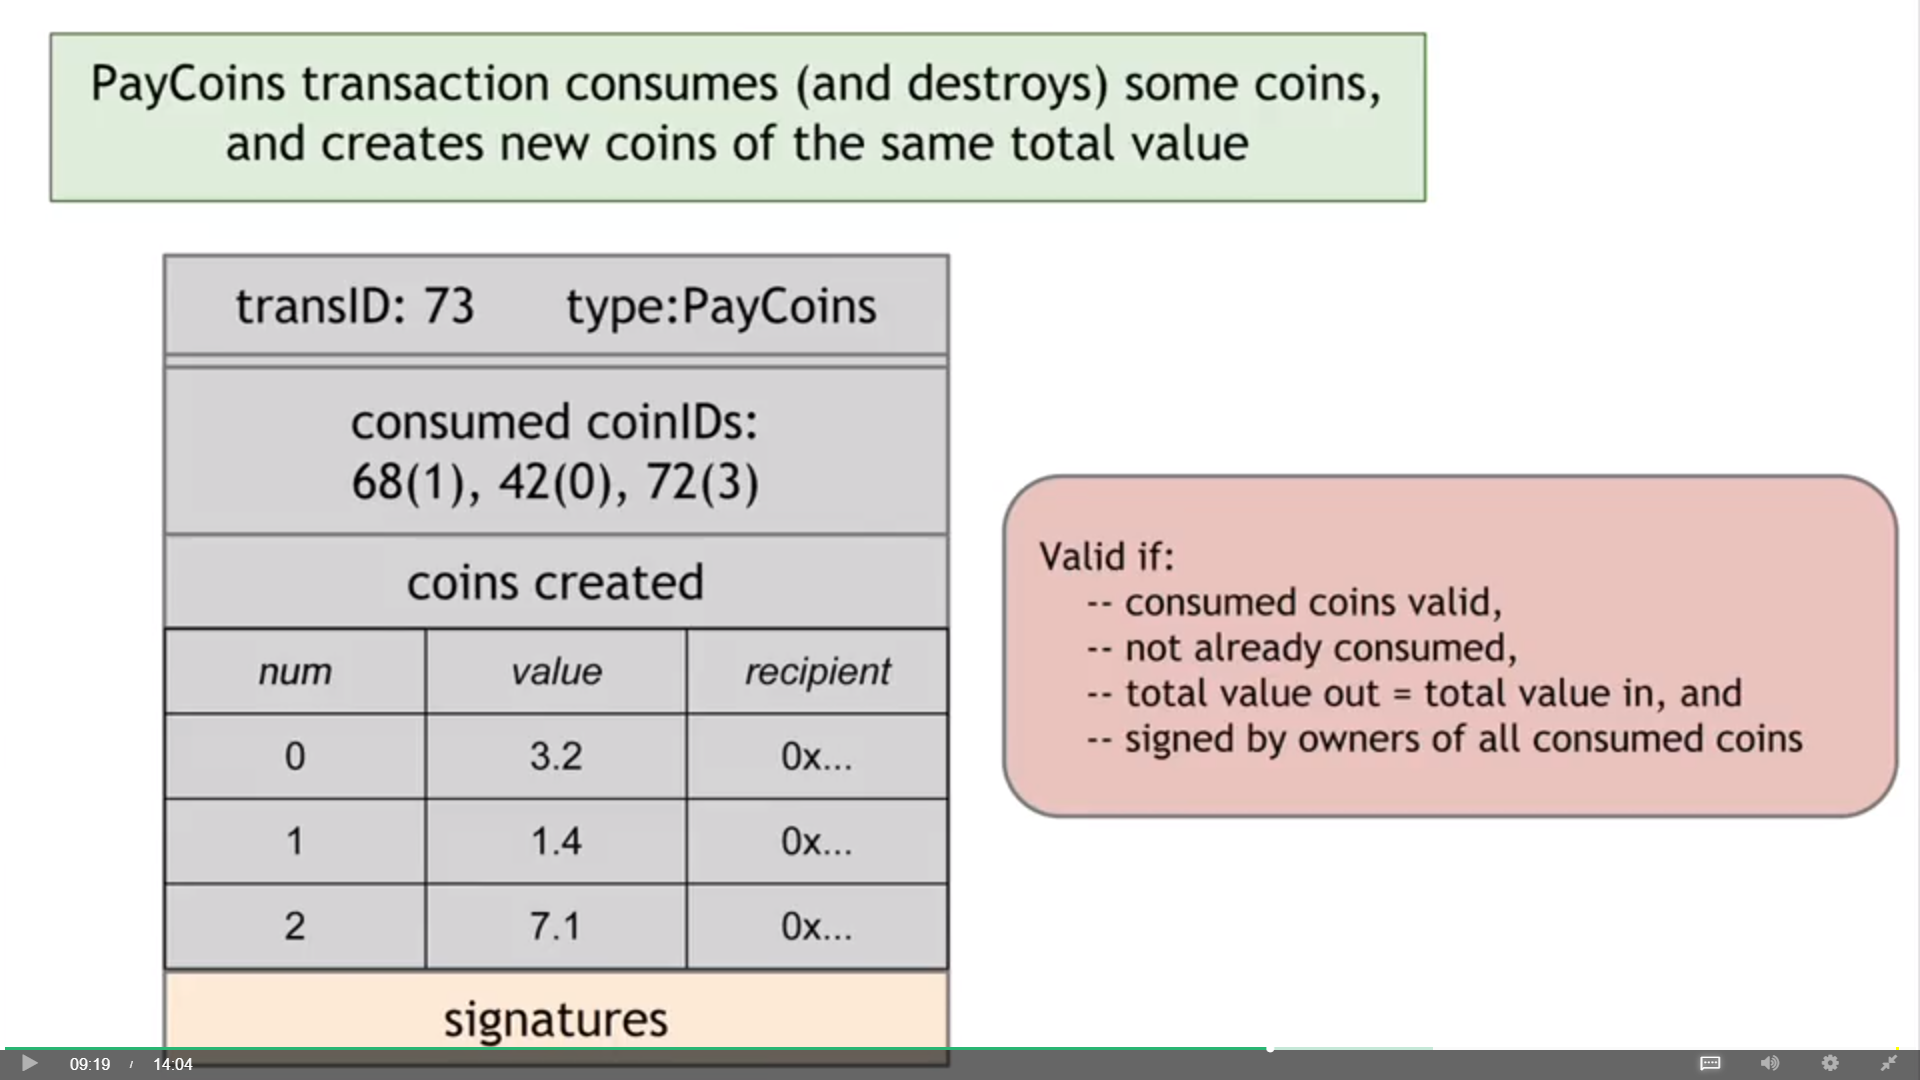 PayCoins transaction consumes (and destroys) some coins,
and creates new coins of the same total value
transID: 73 type:PayCoins
consumed coinIDs:
68(1), 42(0), 72(3)
coins created
num value recipient
0 3.2 0x...
1 1.4 0x...
2 7.1 0x...
signatures
Valid if:
-- consumed coins valid,
-- not already consumed,
-- total value out = total value in, and
-- signed by owners of all consumed coins
09:19 / 14:04